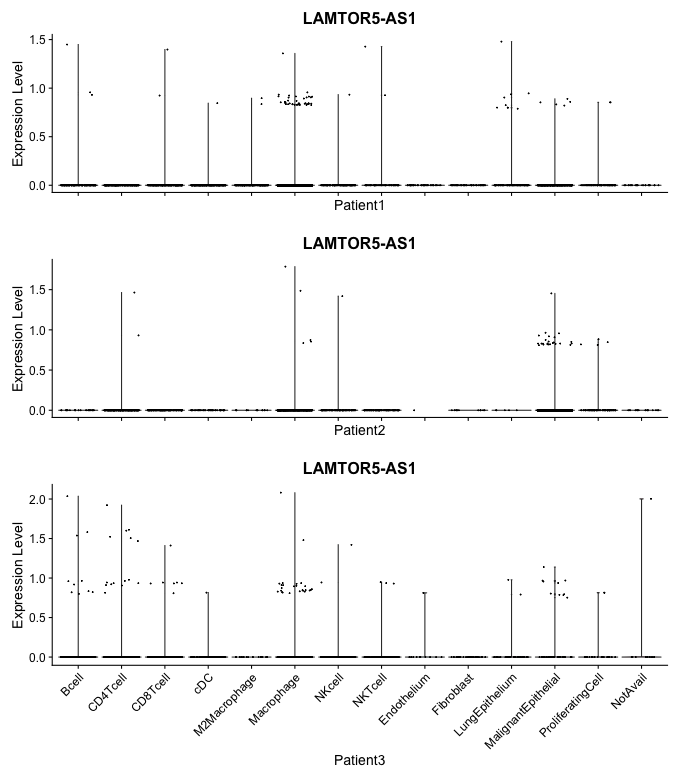 LAMTOR5-AS1
Expression Level
1.5
1.0
0.5
0.0
Patient1
LAMTOR5-AS1
Expression Level
1.5
1.0
0.5
0.0
Patient2
LAMTOR5-AS1
Expression Level
2.0
1.5
1.0
0.5
0.0
Bcell
CD4Tcell
CD8Tcell
cDC
M2Macrophage
Macrophage
NKcell
NKTcell
Endothelium
Fibroblast
LungEpithelium
MalignantEpithelial
ProliferatingCell
NotAvail
Patient3